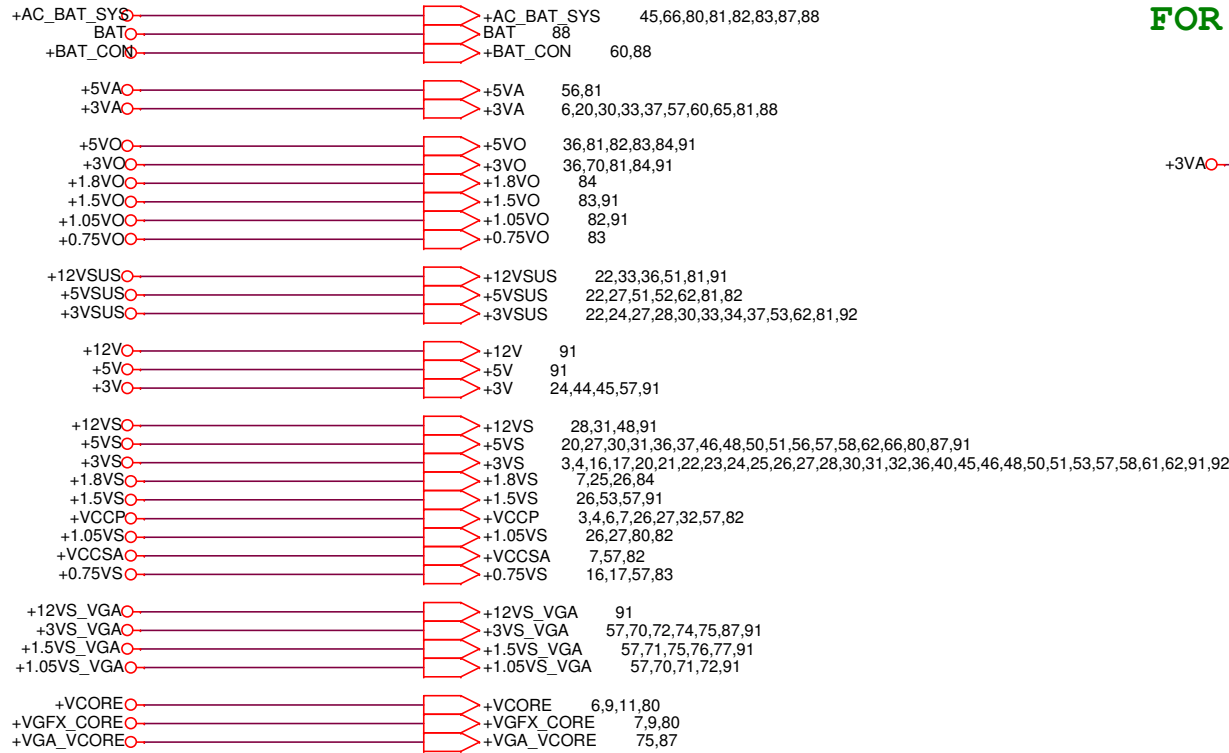 +AC_BAT_SYS +AC_BAT_SYS 45,66,80,81,82,83,87,88
FOR
BAT BAT 88
+BAT_CON +BAT_CON 60,88
+5VA +5VA 56,81
+3VA +3VA 6,20,30,33,37,57,60,65,81,88
+5VO +5VO 36,81,82,83,84,91
+3VO +3VO 36,70,81,84,91
+3VA
+1.8VO +1.8VO 84
+1.5VO +1.5VO 83,91
+1.05VO +1.05VO 82,91
+0.75VO +0.75VO 83
+12VSUS +12VSUS 22,33,36,51,81,91
+5VSUS +5VSUS 22,27,51,52,62,81,82
+3VSUS +3VSUS 22,24,27,28,30,33,34,37,53,62,81,92
+12V +12V 91
+5V +5V 91
+3V +3V 24,44,45,57,91
+12VS +12VS 28,31,48,91
+5VS +5VS 20,27,30,31,36,37,46,48,50,51,56,57,58,62,66,80,87,91
+3VS +3VS 3,4,16,17,20,21,22,23,24,25,26,27,28,30,31,32,36,40,45,46,48,50,51,53,57,58,61,62,91,92
+1.8VS +1.8VS 7,25,26,84
+1.5VS +1.5VS 26,53,57,91
+VCCP +VCCP 3,4,6,7,26,27,32,57,82
+1.05VS +1.05VS 26,27,80,82
+VCCSA +VCCSA 7,57,82
+0.75VS +0.75VS 16,17,57,83
+12VS_VGA +12VS_VGA 91
+3VS_VGA +3VS_VGA 57,70,72,74,75,87,91
+1.5VS_VGA +1.5VS_VGA 57,71,75,76,77,91
+1.05VS_VGA +1.05VS_VGA 57,70,71,72,91
+VCORE +VCORE 6,9,11,80
+VGFX_CORE +VGFX_CORE 7,9,80
+VGA_VCORE +VGA_VCORE 75,87